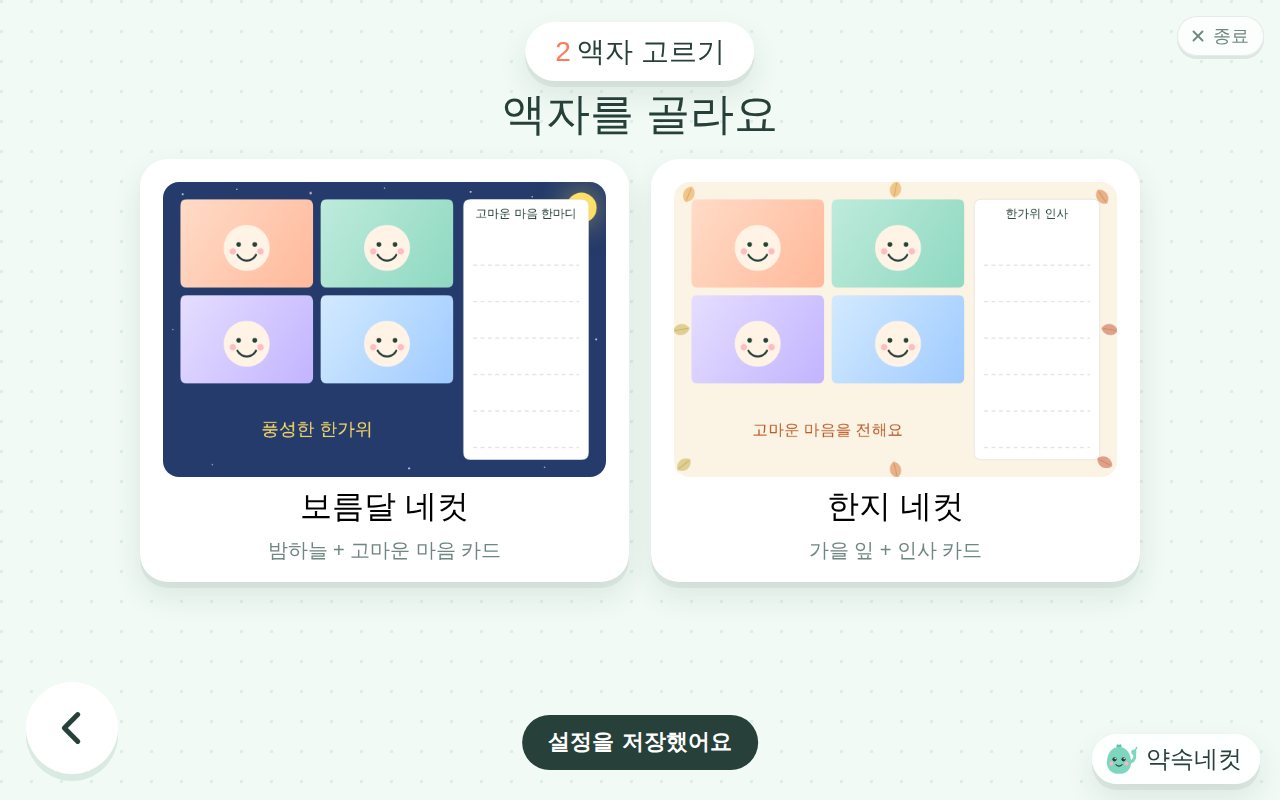 2 액자 고르기
✕ 종료
액자를 골라요
고마운 마음 한마디
풍성한 한가위
보름달 네컷
밤하늘 + 고마운 마음 카드
한가위 인사
고마운 마음을 전해요
한지 네컷
가을 잎 + 인사 카드
설정을 저장했어요
약속네컷